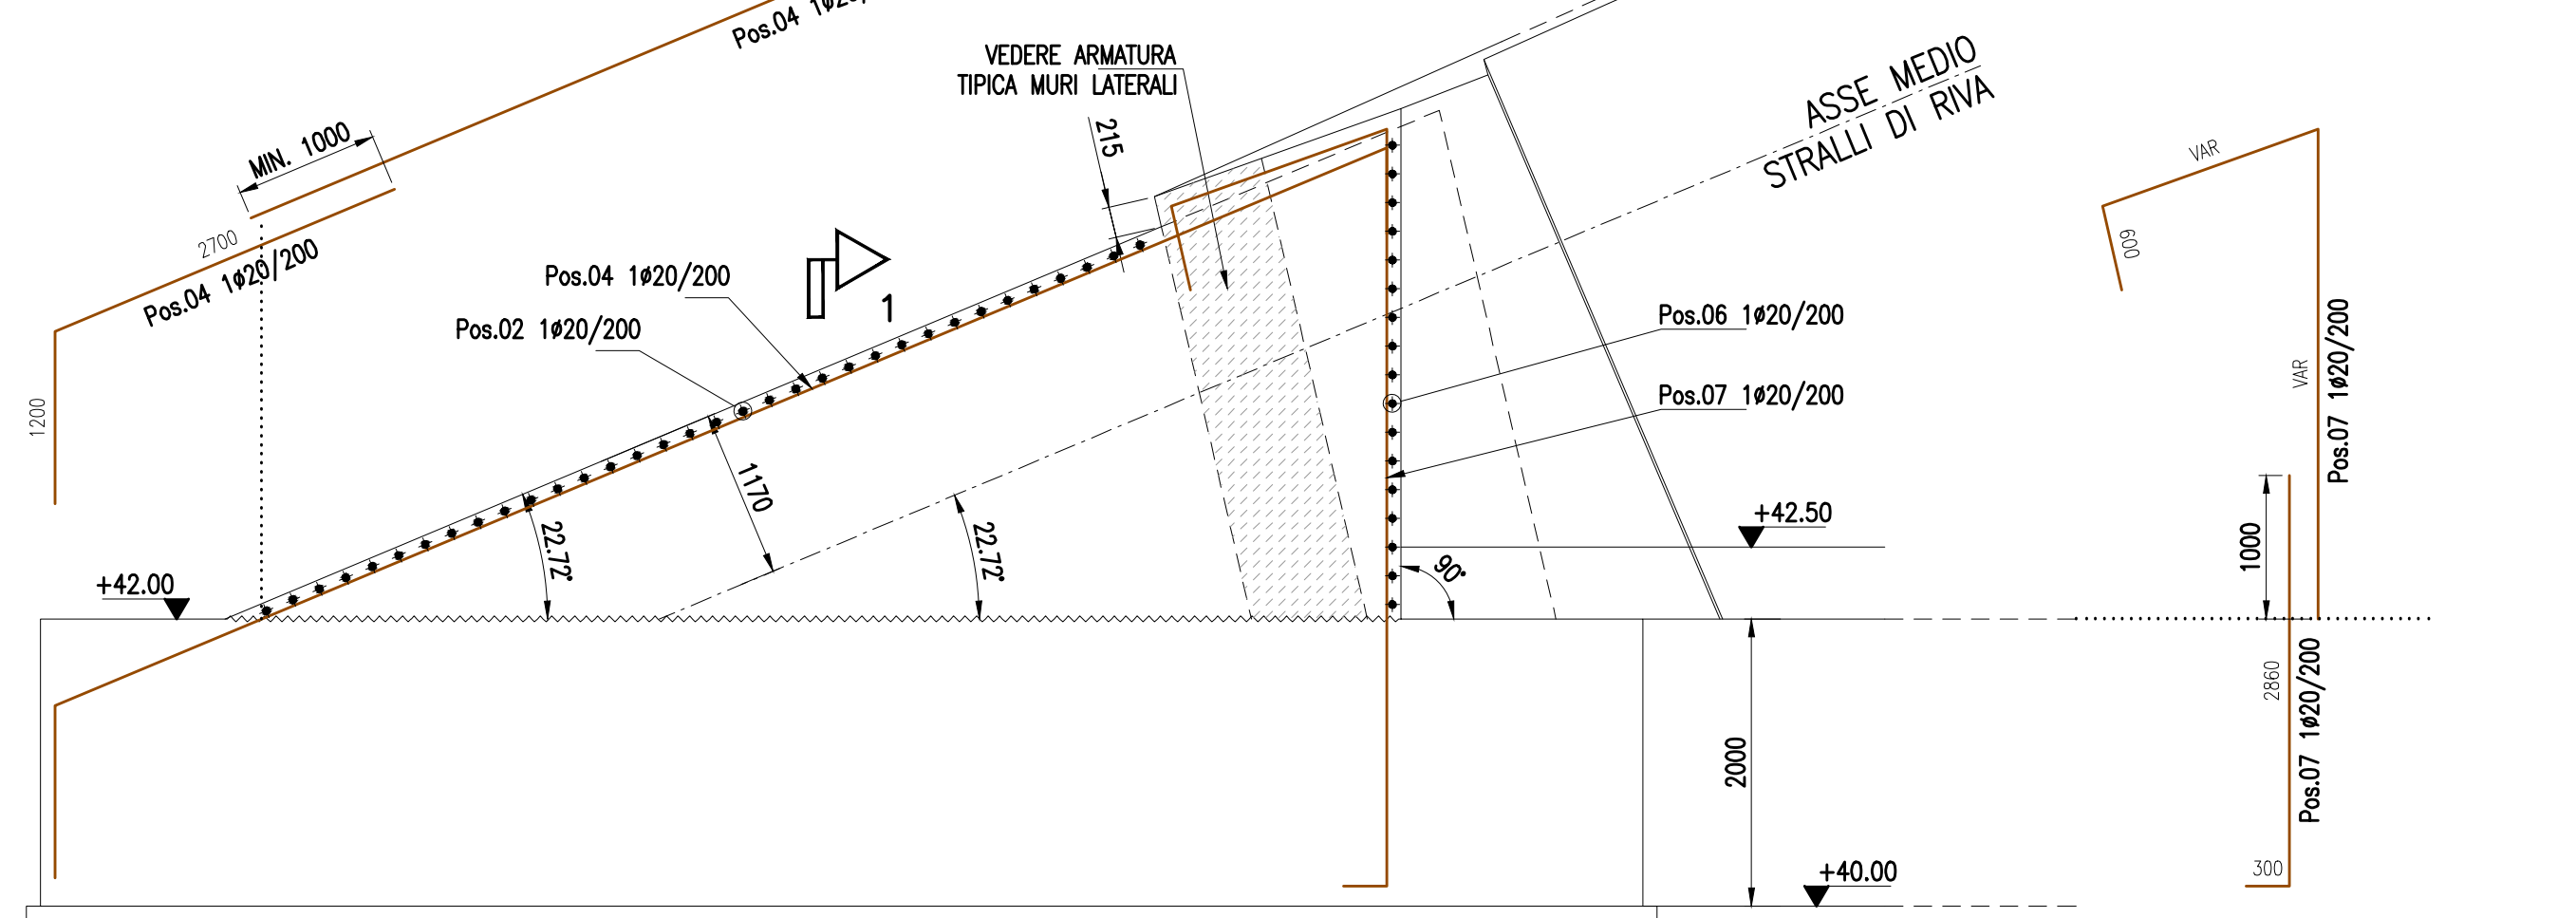 Pos.04 1ø20/
VEDERE ARMATURA
TIPICA MURI LATERALI
ASSE MEDIO
STRALLI DI RIVA
MIN. 1000
215
VAR
2700
600
Pos.04 1ø20/200
Pos.04 1ø20/200
1
Pos.02 1ø20/200
Pos.06 1ø20/200
Pos.07 1ø20/200
VAR
Pos.07 1ø20/200
1200
1170
22.72°
22.72°
+42.50
90°
1000
+42.00
2860
Pos.07 1ø20/200
2000
+40.00
300